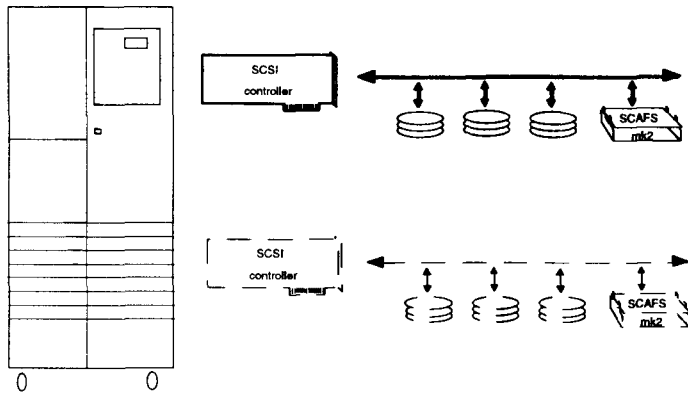 SCSI
controller
SCAFS
mk2
SCSI
controller
SCAFS
mk2